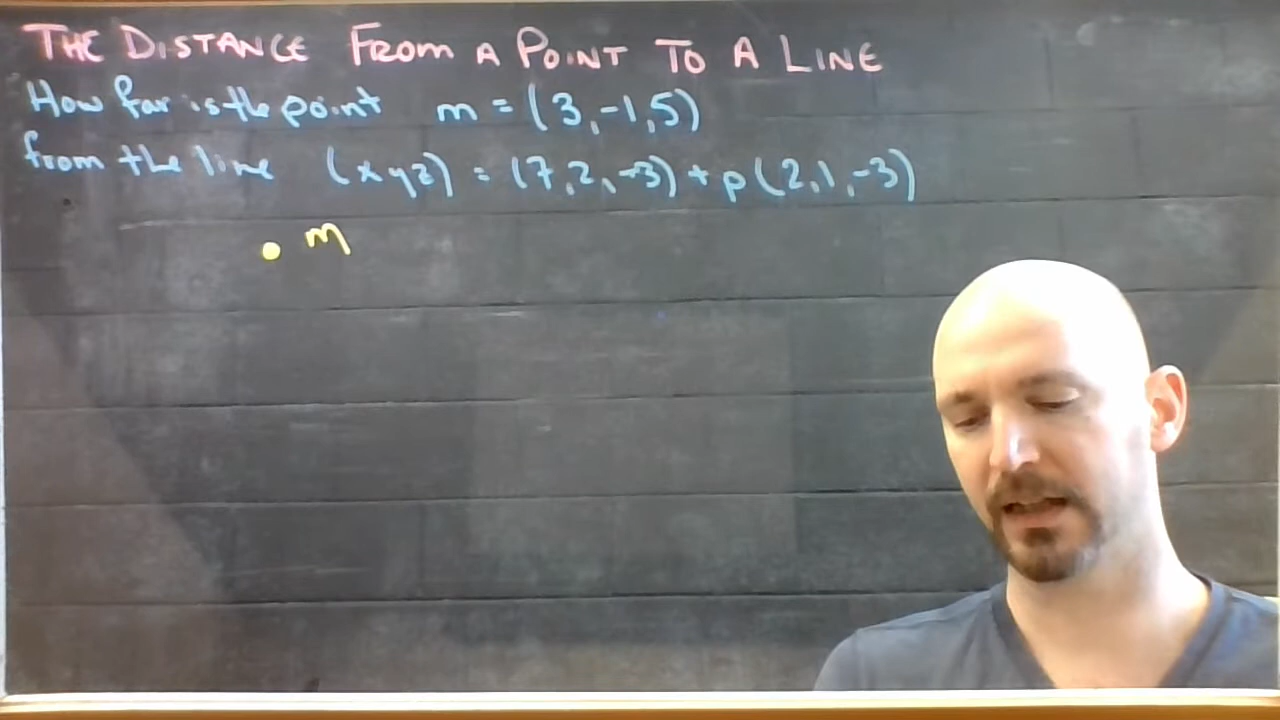 THE DISTANCE FROM A POINT TO A LINE
How far is the point m = (3,-1,5)
from the line (xyz) = (7,2,-3) + p(2,1,-3)
m